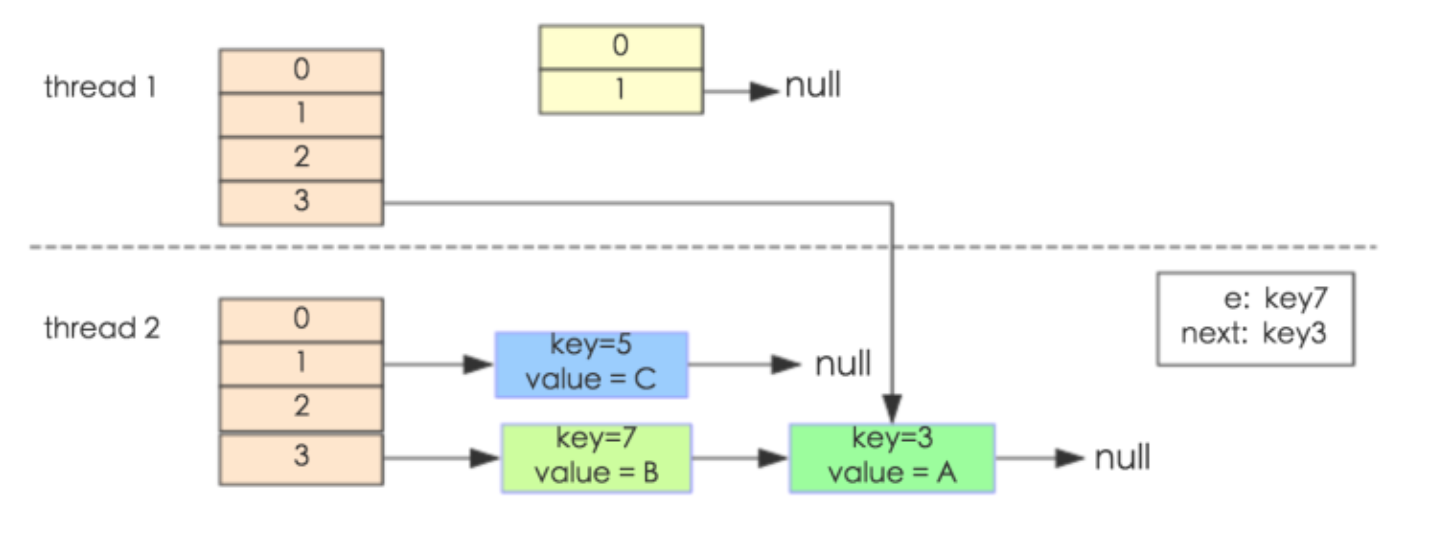 thread 1
0
1
2
3
0
1
null
thread 2
0
1
2
3
key=5
value = C
null
key=7
value = B
key=3
value = A
null
e: key7
next: key3